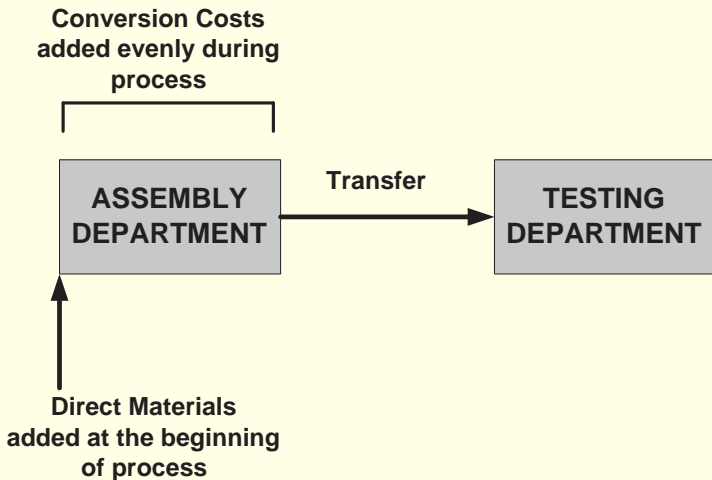 Conversion Costs
added evenly during
process
ASSEMBLY
DEPARTMENT
Transfer
TESTING
DEPARTMENT
Direct Materials
added at the beginning
of process